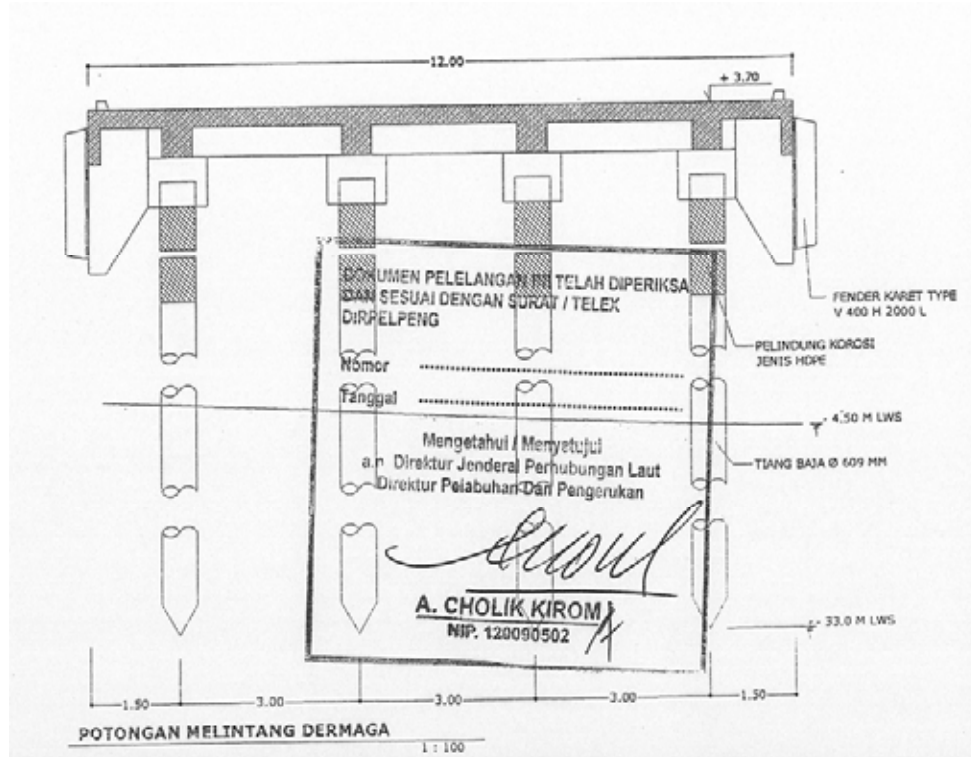 12.00
+ 3.70
FENDER KARET TYPE
V 400 H 2000 L
PELINDUNG KOROSI
JENIS HDPE
- 4.50 M LWS
TIANG BAJA Ø 609 MM
- 33.0 M LWS
DOKUMEN PELELANGAN INI TELAH DIPERIKSA
DAN SESUAI DENGAN SURAT / TELEX
DIRPELPENG
Nomor
Tanggal
Mengetahui / Menyetujui
a.n Direktur Jenderal Perhubungan Laut
Direktur Pelabuhan Dan Pengerukan
A. CHOLIK KIROM
NIP. 120090502
1.50 3.00 3.00 3.00 1.50
POTONGAN MELINTANG DERMAGA
1 : 100